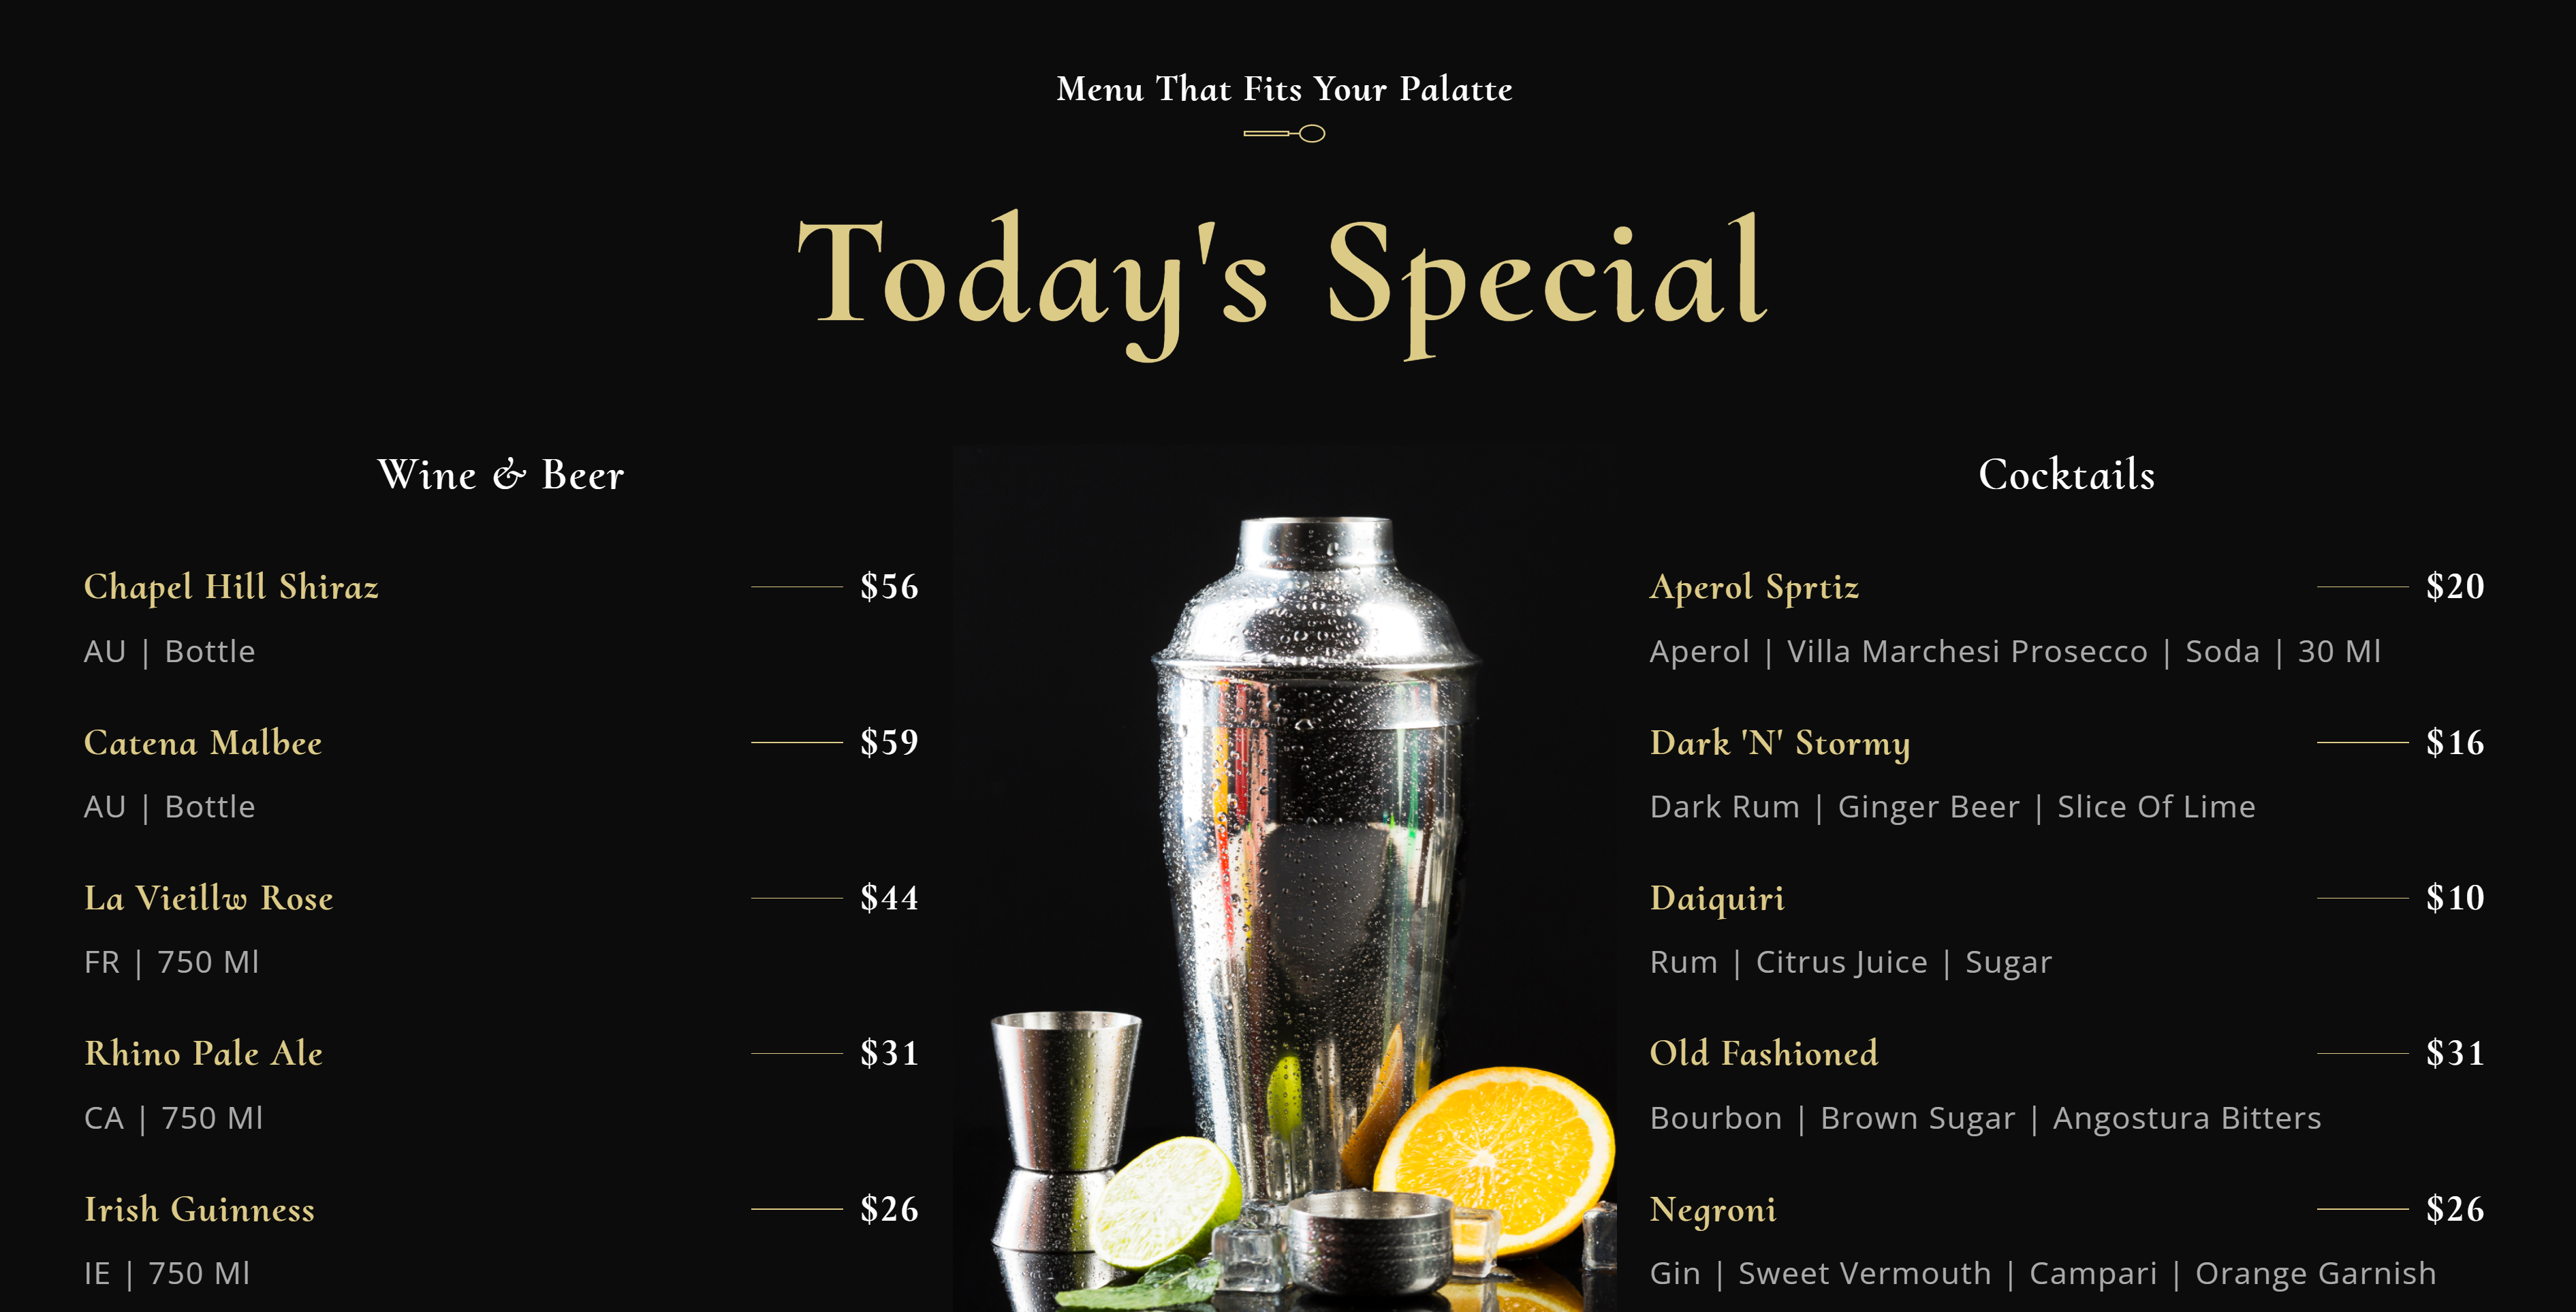 Menu That Fits Your Palatte
Today's Special
Wine & Beer
Chapel Hill Shiraz $56
AU | Bottle
Catena Malbee $59
AU | Bottle
La Vieillw Rose $44
FR | 750 Ml
Rhino Pale Ale $31
CA | 750 Ml
Irish Guinness $26
IE | 750 Ml
Cocktails
Aperol Sprtiz $20
Aperol | Villa Marchesi Prosecco | Soda | 30 Ml
Dark 'N' Stormy $16
Dark Rum | Ginger Beer | Slice Of Lime
Daiquiri $10
Rum | Citrus Juice | Sugar
Old Fashioned $31
Bourbon | Brown Sugar | Angostura Bitters
Negroni $26
Gin | Sweet Vermouth | Campari | Orange Garnish